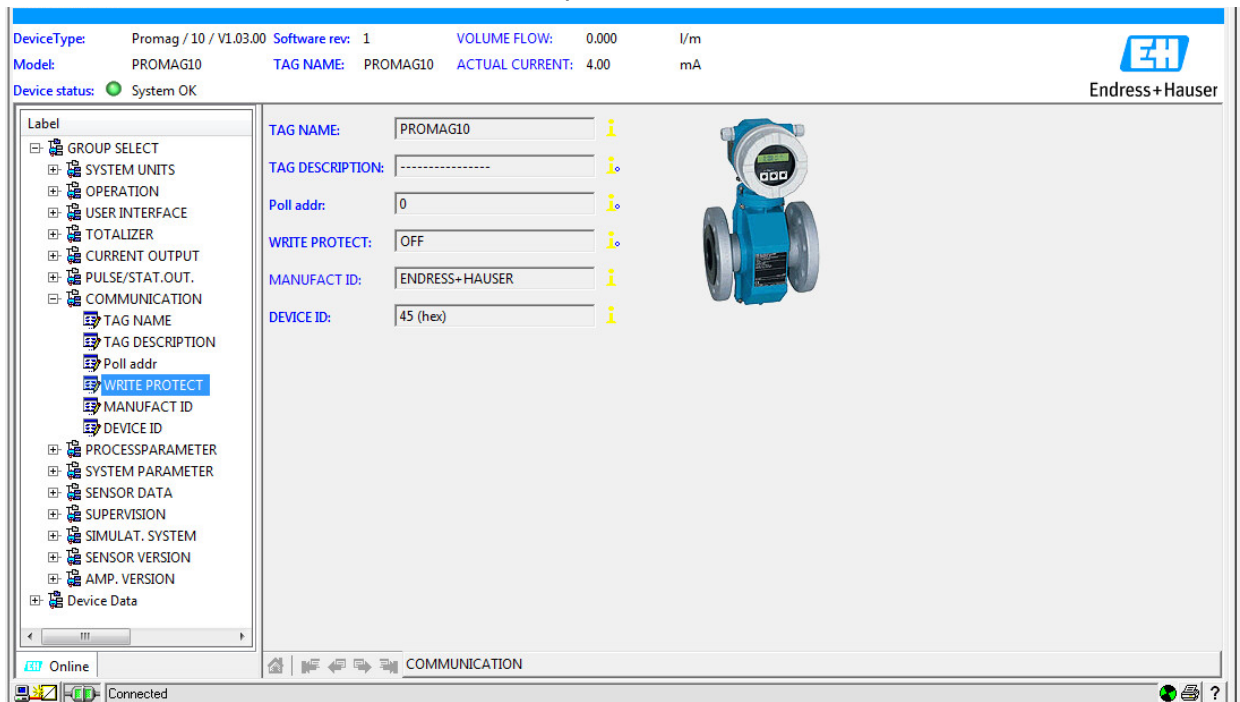 DeviceType: Promag / 10 / V1.03.00 Software rev: 1 VOLUME FLOW: 0.000 l/m
Model: PROMAG10 TAG NAME: PROMAG10 ACTUAL CURRENT: 4.00 mA
Device status: System OK
EH
Endress+Hauser
Label
GROUP SELECT
SYSTEM UNITS
OPERATION
USER INTERFACE
TOTALIZER
CURRENT OUTPUT
PULSE/STAT.OUT.
COMMUNICATION
TAG NAME
TAG DESCRIPTION
Poll addr
WRITE PROTECT
MANUFACT ID
DEVICE ID
PROCESSPARAMETER
SYSTEM PARAMETER
SENSOR DATA
SUPERVISION
SIMULAT. SYSTEM
SENSOR VERSION
AMP. VERSION
Device Data
Online
TAG NAME: PROMAG10
TAG DESCRIPTION: ----------------
Poll addr: 0
WRITE PROTECT: OFF
MANUFACT ID: ENDRESS+HAUSER
DEVICE ID: 45 (hex)
COMMUNICATION
Connected
?